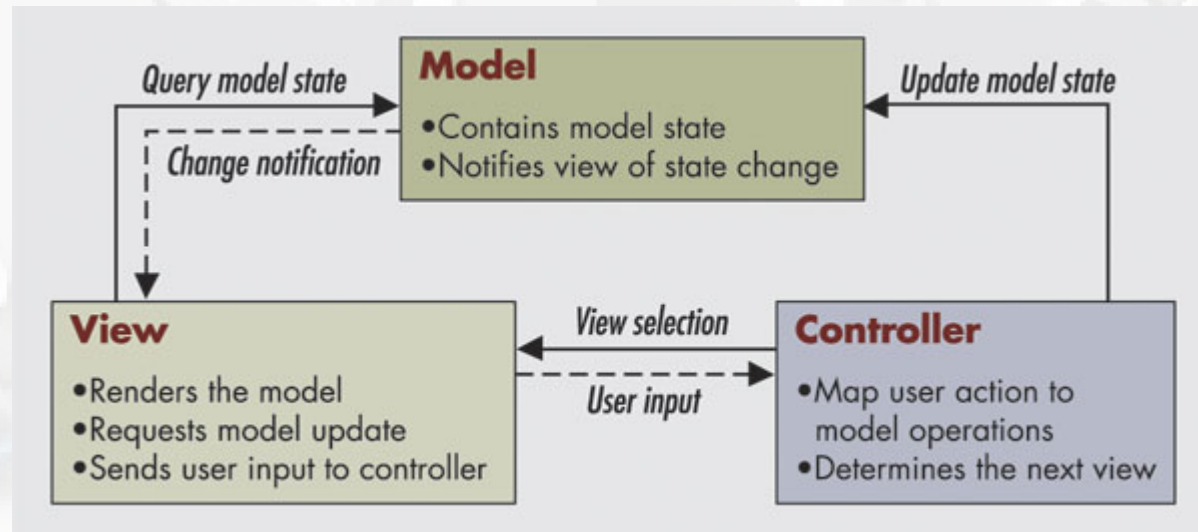 Model
•Contains model state
•Notifies view of state change
Query model state
Update model state
Change notification
View
•Renders the model
•Requests model update
•Sends user input to controller
View selection
User input
Controller
•Map user action to
model operations
•Determines the next view